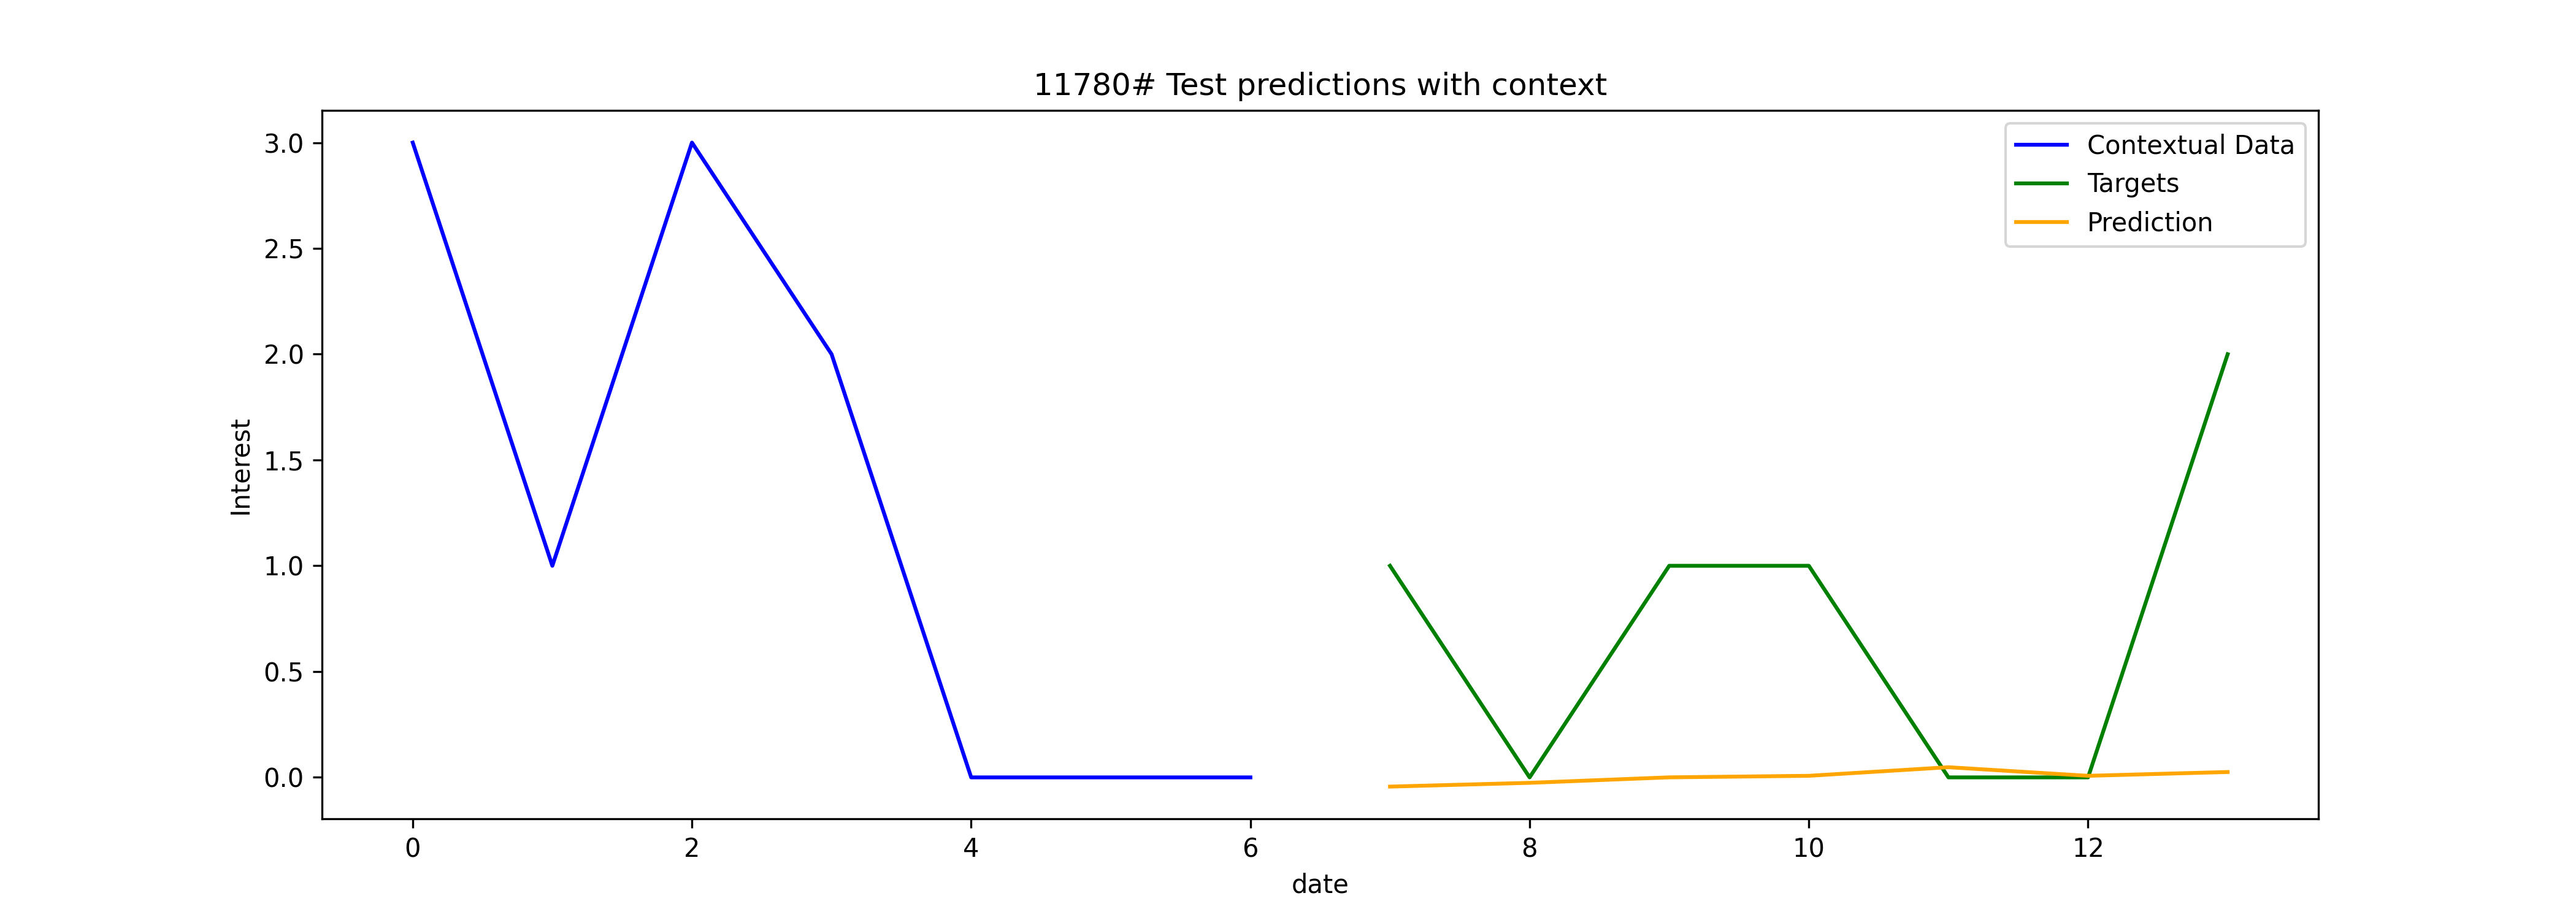 11780# Test predictions with context
Contextual Data
Targets
Prediction
3.0
2.5
2.0
1.5
1.0
0.5
0.0
Interest
0 2 4 6 8 10 12
date